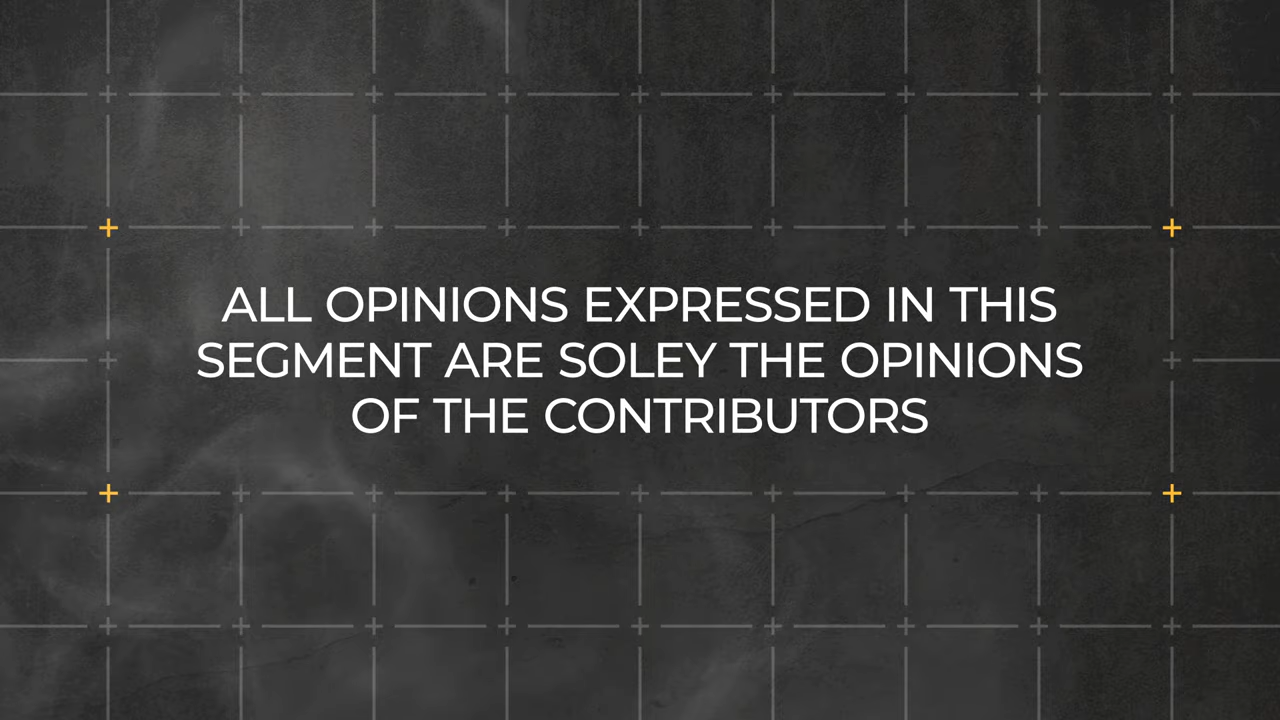 ALL OPINIONS EXPRESSED IN THIS
SEGMENT ARE SOLEY THE OPINIONS
OF THE CONTRIBUTORS